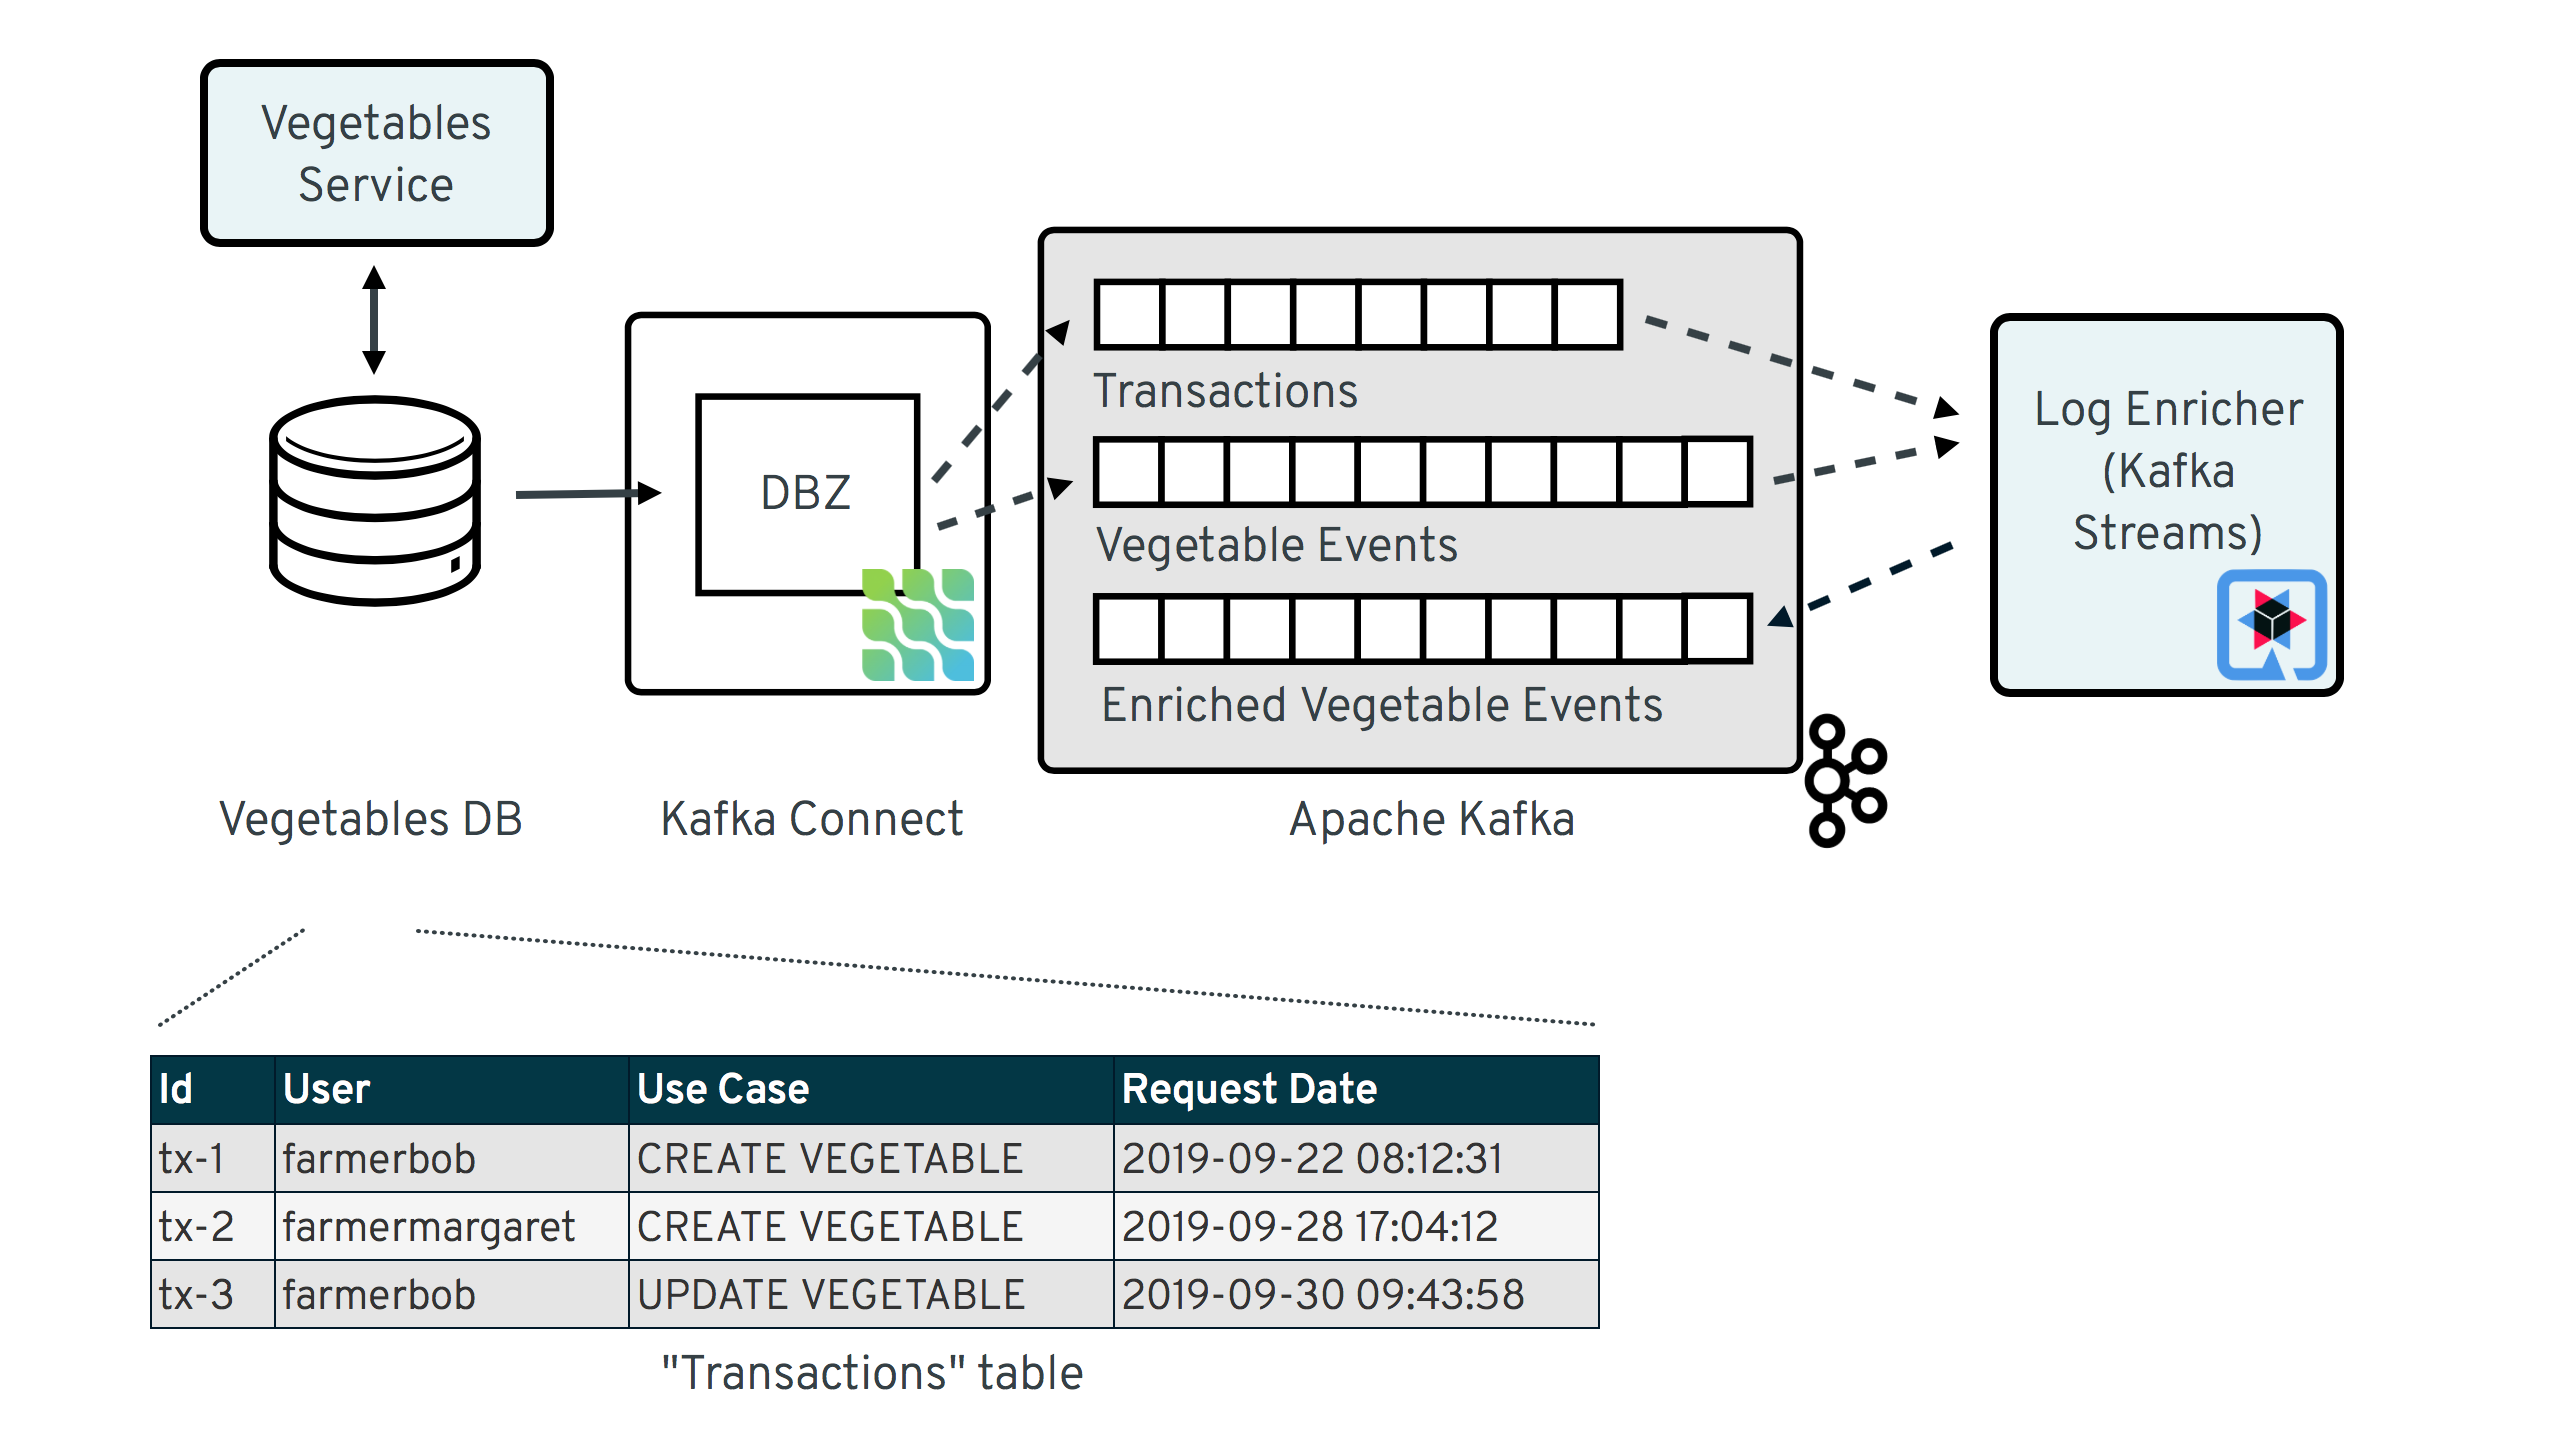 Vegetables
Service
DBZ
Transactions
Vegetable Events
Enriched Vegetable Events
Log Enricher
(Kafka
Streams)
Vegetables DB
Kafka Connect
Apache Kafka
Id User Use Case Request Date
tx-1 farmerbob CREATE VEGETABLE 2019-09-22 08:12:31
tx-2 farmermargaret CREATE VEGETABLE 2019-09-28 17:04:12
tx-3 farmerbob UPDATE VEGETABLE 2019-09-30 09:43:58
"Transactions" table